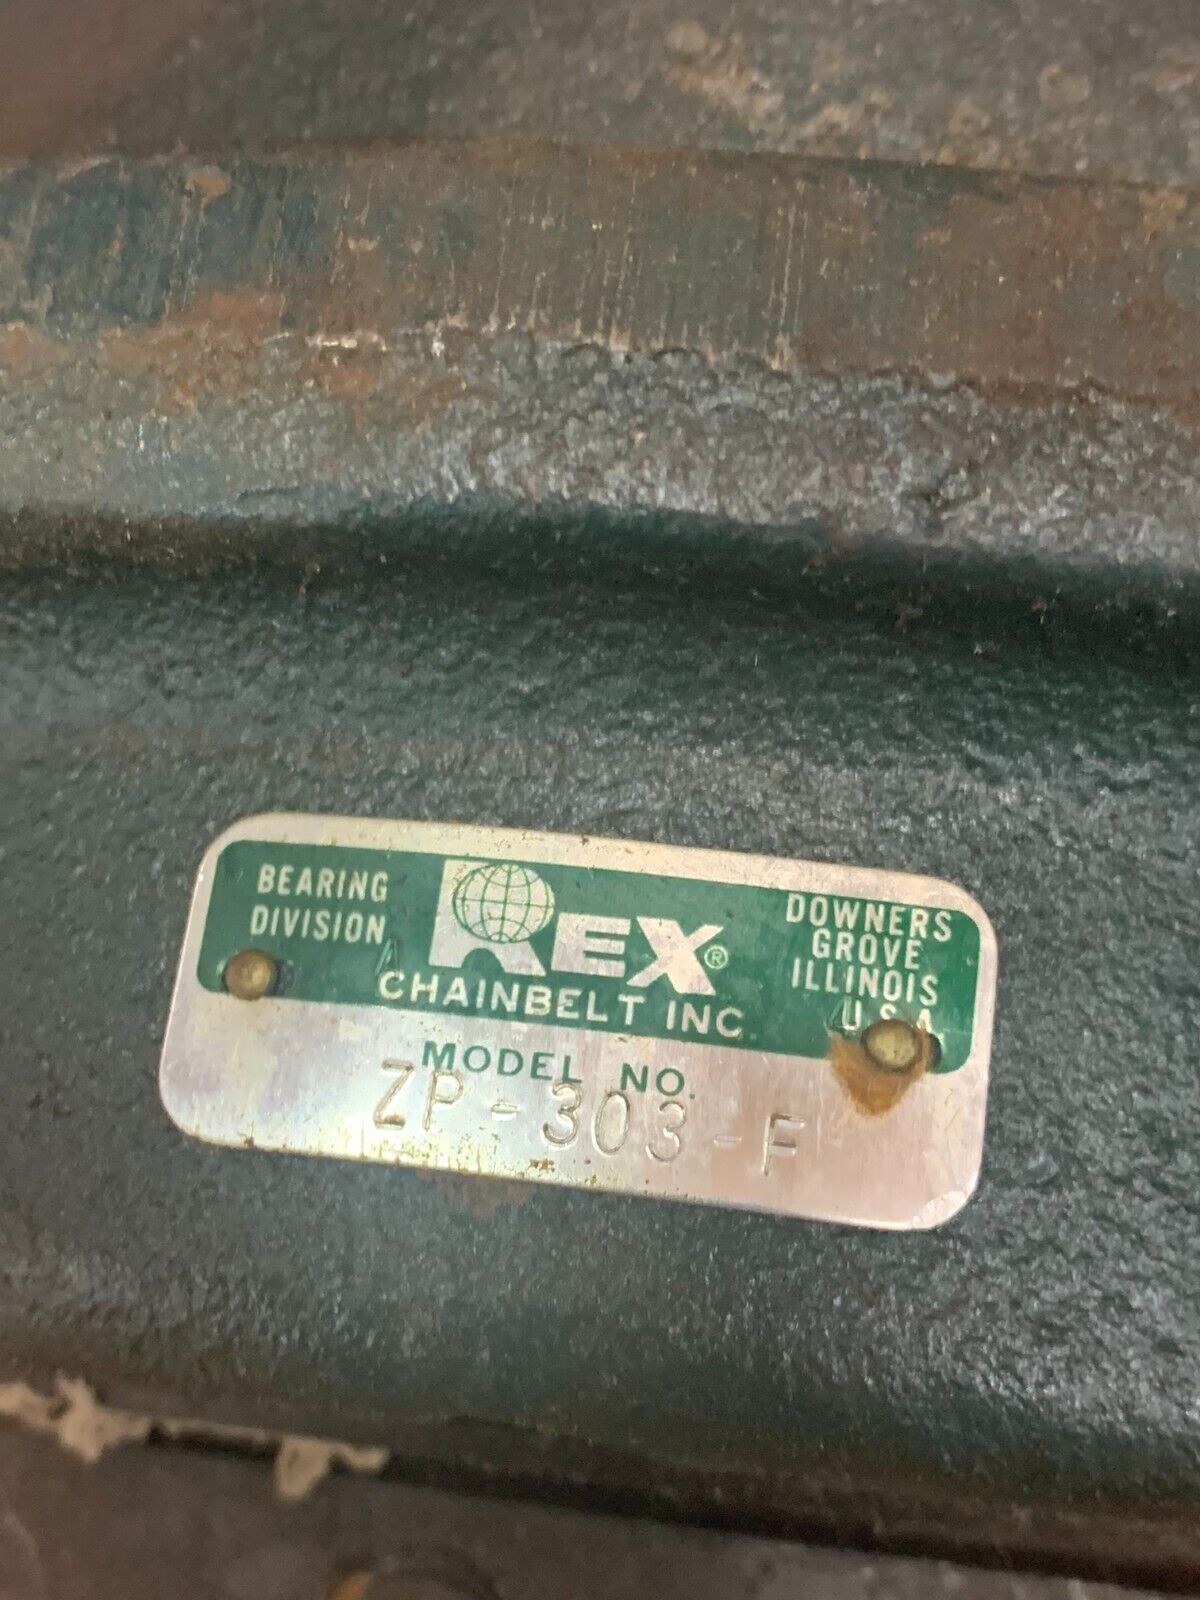 BEARING
DIVISION
REX®
CHAINBELT INC.
DOWNERS
GROVE
ILLINOIS
U.S.A.
MODEL NO.
ZP-303-F